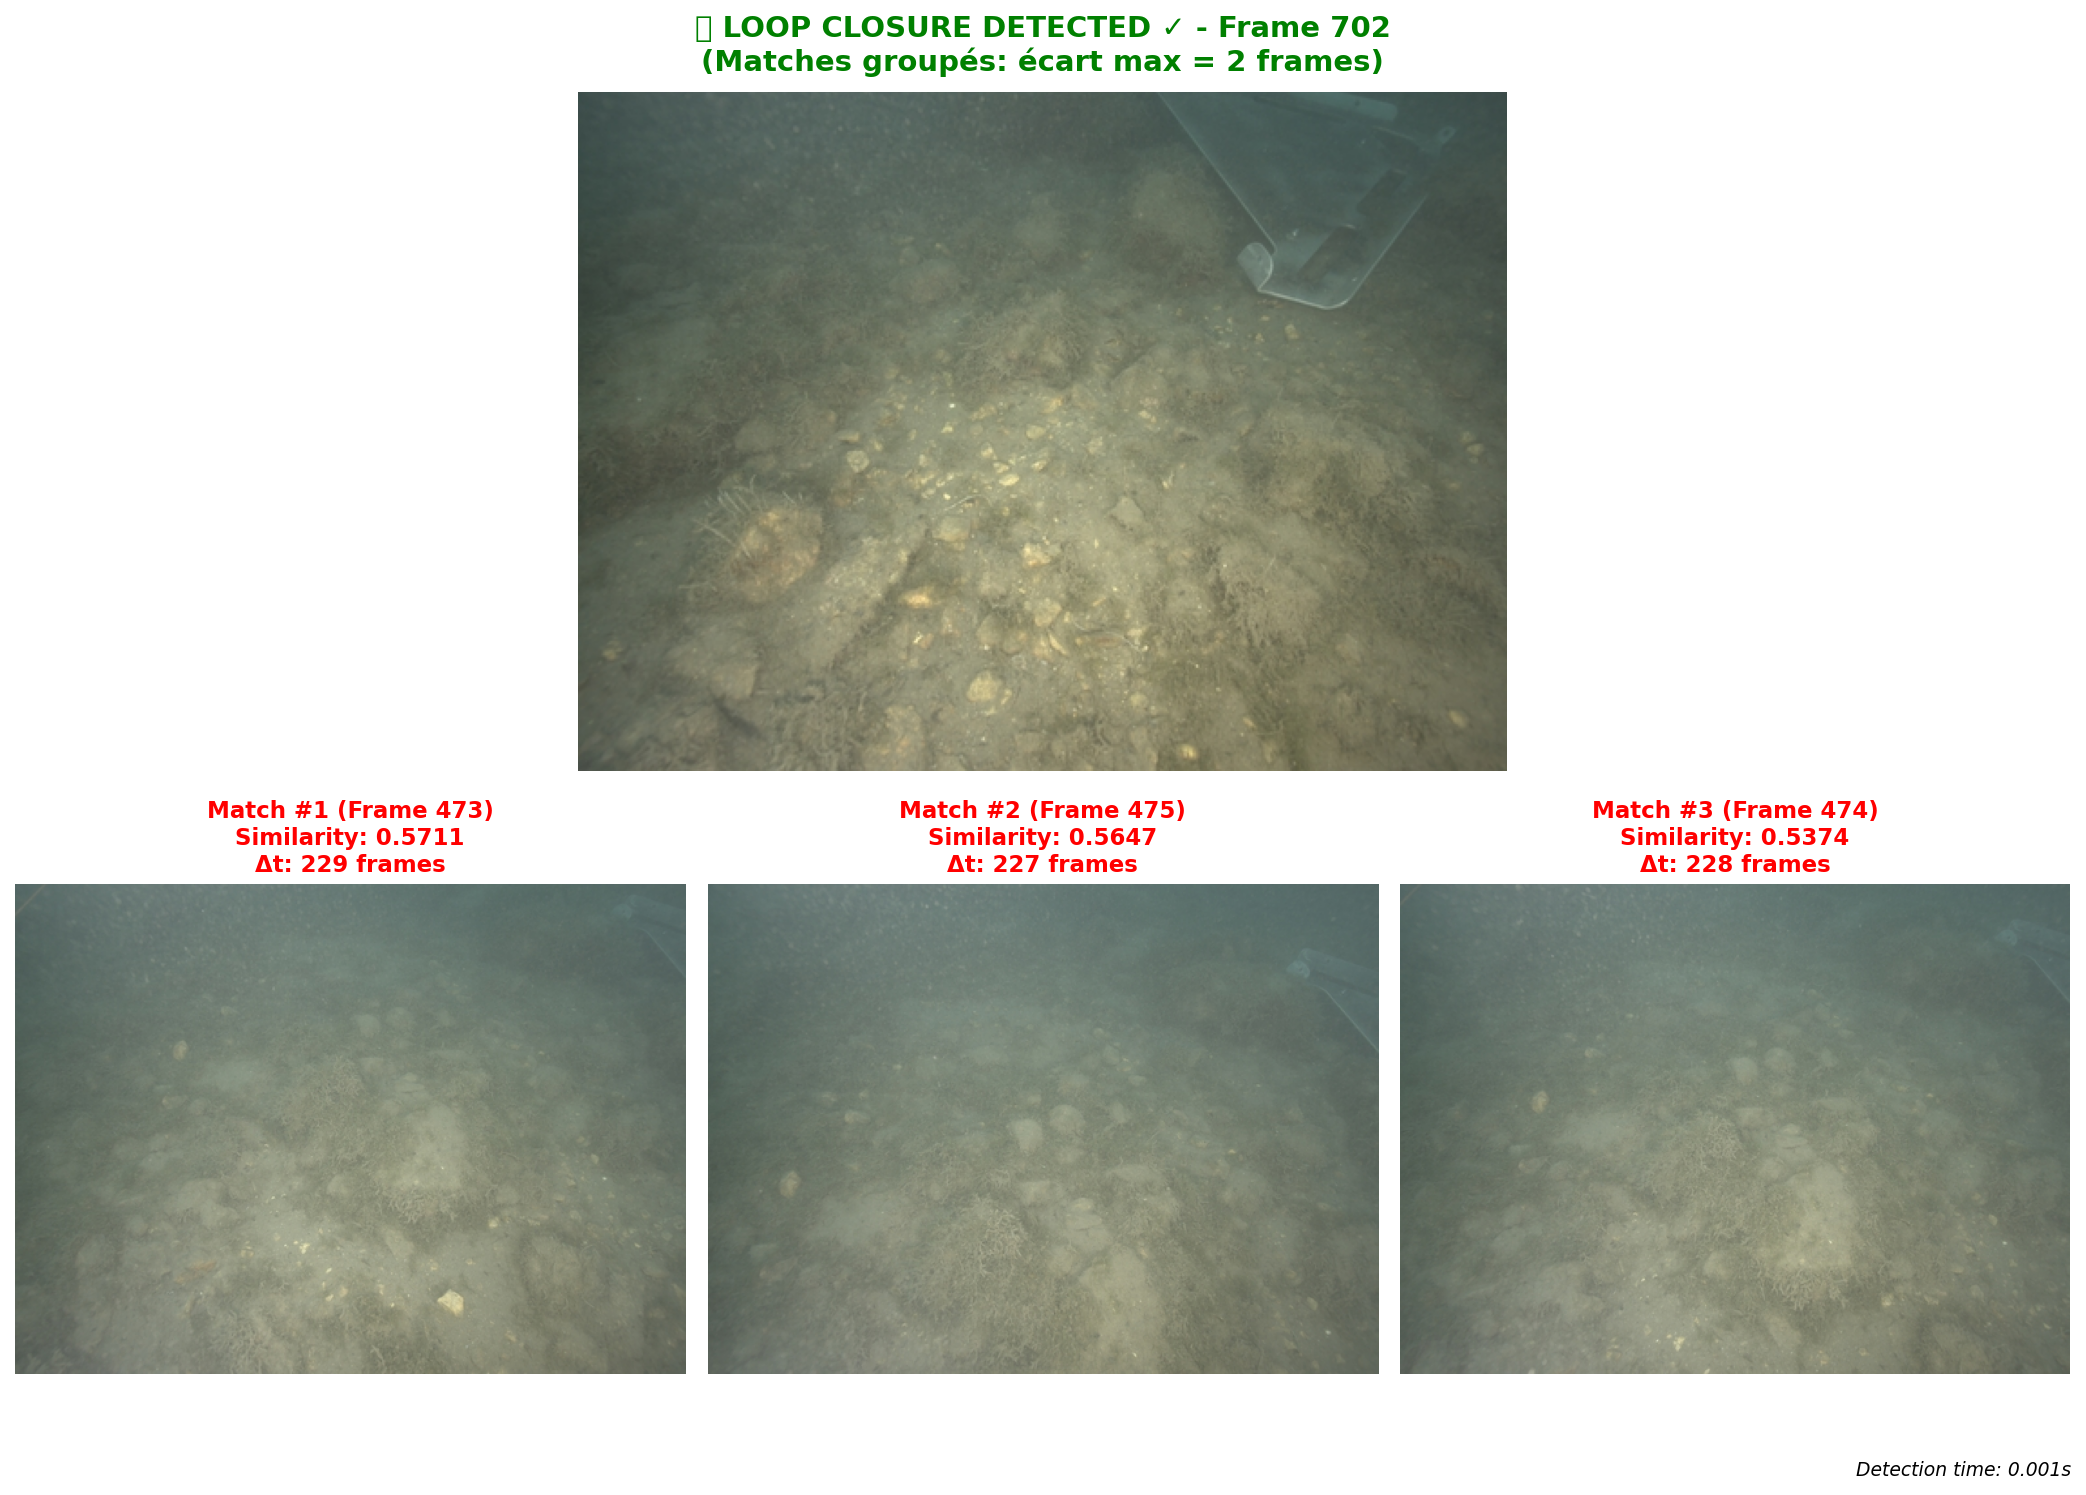 ▯ LOOP CLOSURE DETECTED ✓ - Frame 702
(Matches groupés: écart max = 2 frames)
Match #1 (Frame 473)
Similarity: 0.5711
Δt: 229 frames
Match #2 (Frame 475)
Similarity: 0.5647
Δt: 227 frames
Match #3 (Frame 474)
Similarity: 0.5374
Δt: 228 frames
Detection time: 0.001s